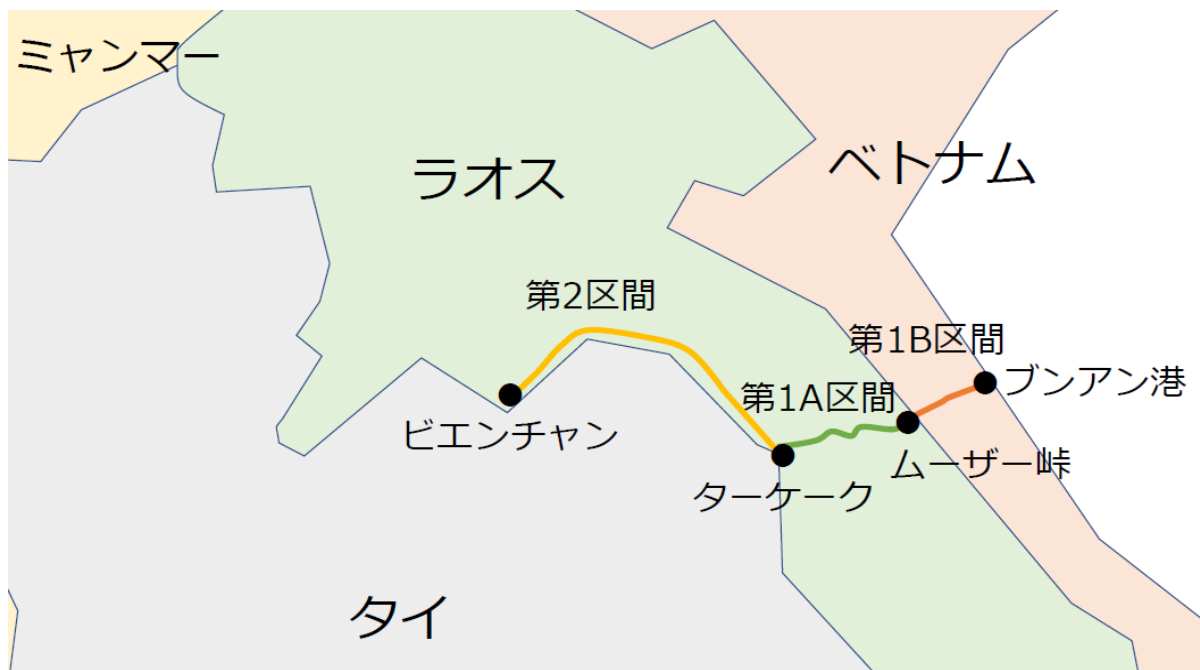 ミャンマー
ラオス
ベトナム
第2区間
第1B区間
ブンアン港
第1A区間
ビエンチャン
ムーザー峠
ターケーク
タイ